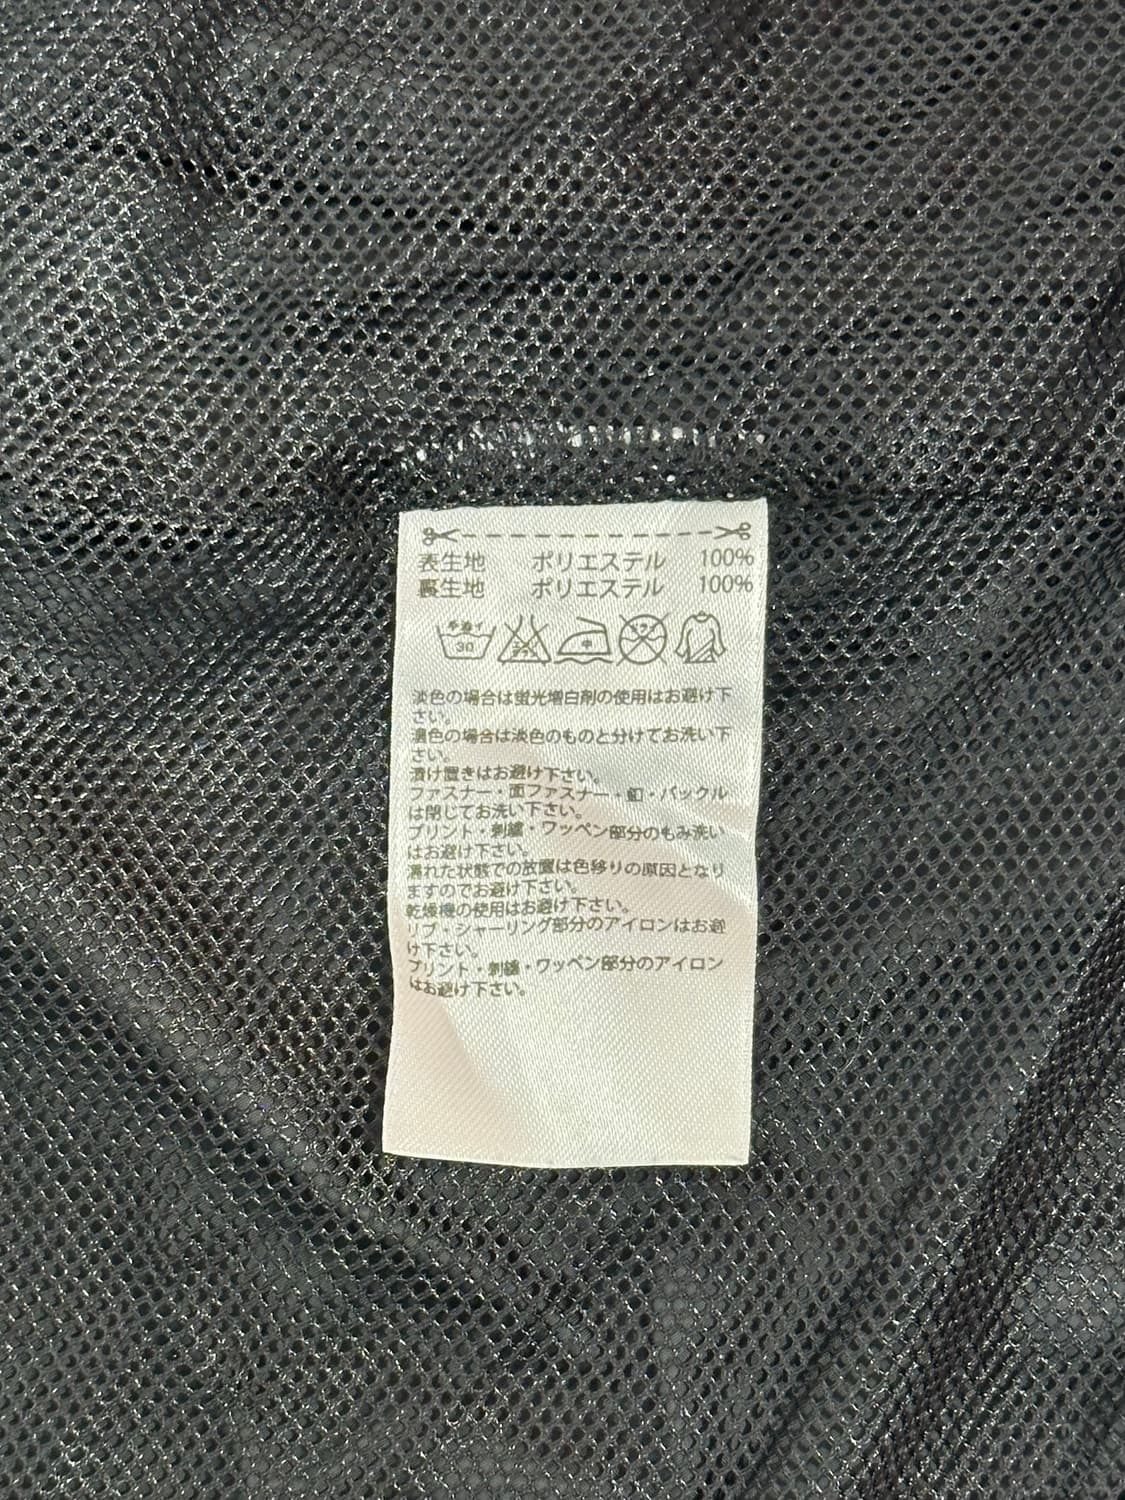 表生地 ポリエステル 100%
裏生地 ポリエステル 100%
手洗イ
30
中
淡色の場合は蛍光増白剤の使用はお避け下
さい。
濃色の場合は淡色のものと分けてお洗い下
さい。
漬け置きはお避け下さい。
ファスナー・面ファスナー・釦・バックル
は閉じてお洗い下さい。
プリント・刺繍・ワッペン部分のもみ洗い
はお避け下さい。
濡れた状態での放置は色移りの原因となり
ますのでお避け下さい。
乾燥機の使用はお避け下さい。
リブ・シャーリング部分のアイロンはお避
け下さい。
プリント・刺繍・ワッペン部分のアイロン
はお避け下さい。